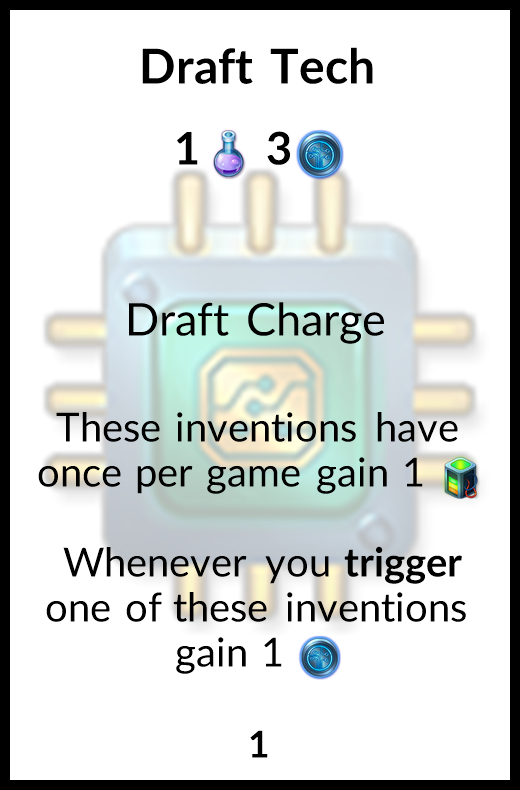 Draft Tech
1 3
Draft Charge
These inventions have
once per game gain 1
Whenever you trigger
one of these inventions
gain 1
1